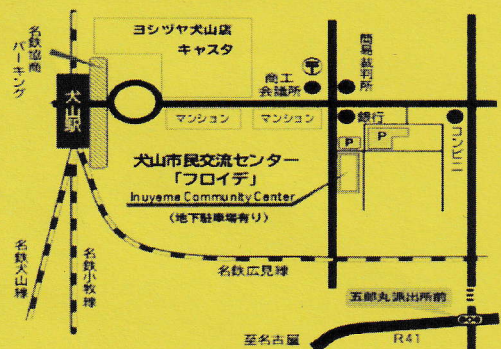 名鉄協商
パーキング
ヨシヅヤ犬山店
キャスタ
犬山駅
商工
会議所
簡易裁判所
マンション
マンション
銀行
コンビニ
P
P
犬山市民交流センター
「フロイデ」
Inuyama Community Center
(地下駐車場有り)
名鉄犬山線
名鉄小牧線
名鉄広見線
五郎丸派出所前
至名古屋
R41